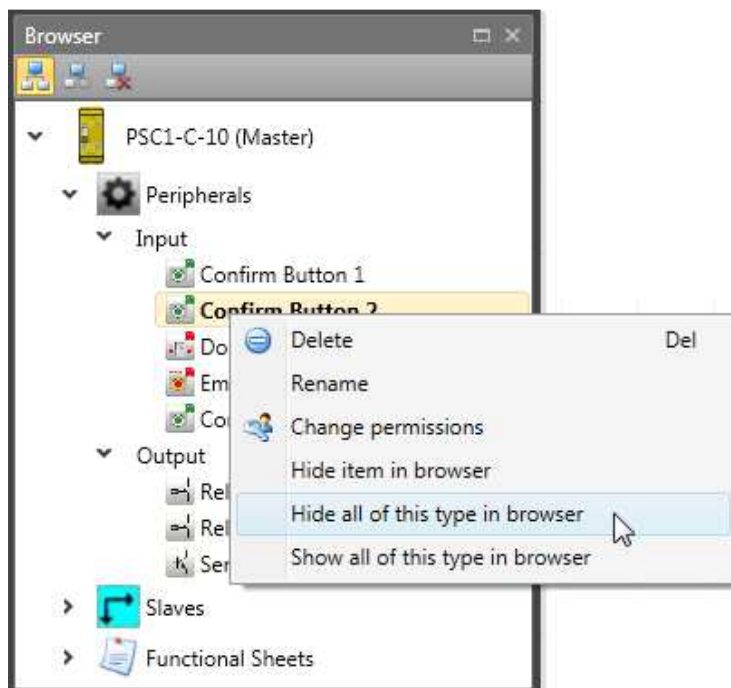 Browser
PSC1-C-10 (Master)
Peripherals
Input
Confirm Button 1
Confirm Button 2
Delete Del
Rename
Change permissions
Hide item in browser
Output
Hide all of this type in browser
Show all of this type in browser
Slaves
Functional Sheets